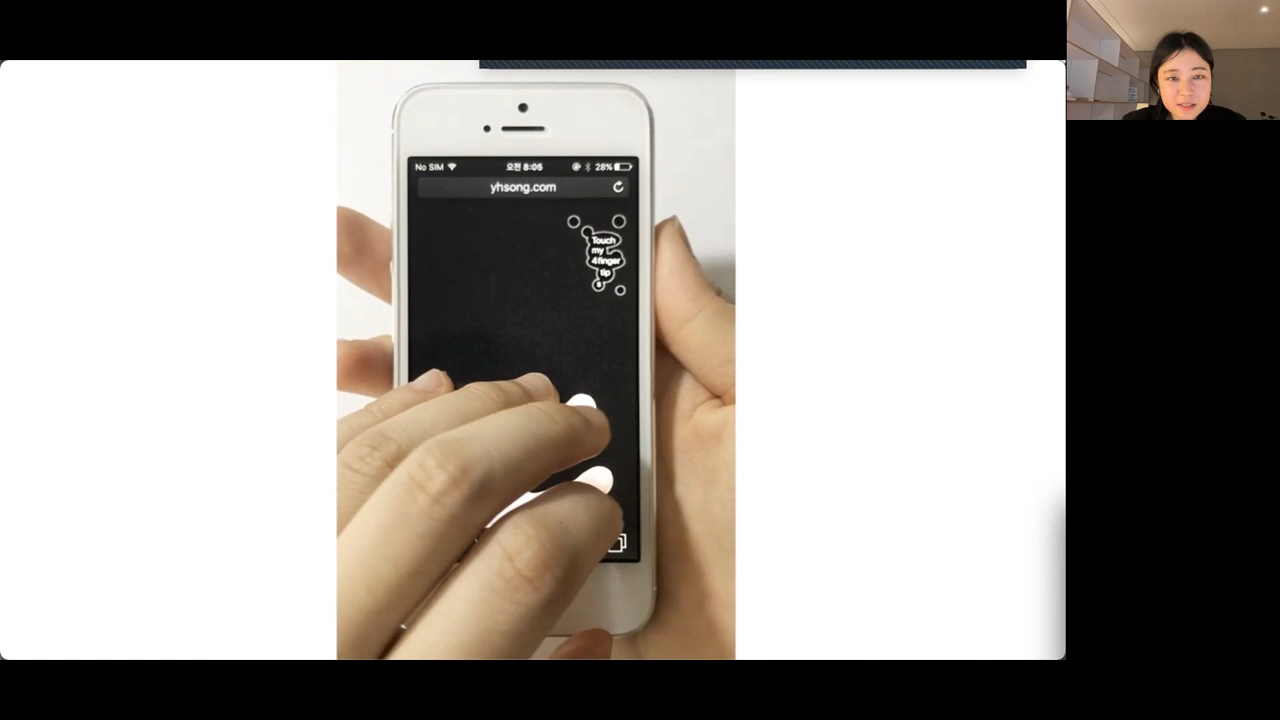 No SIM 오전 8:05 28%
yhsong.com
Touch
my
4finger
tip
s